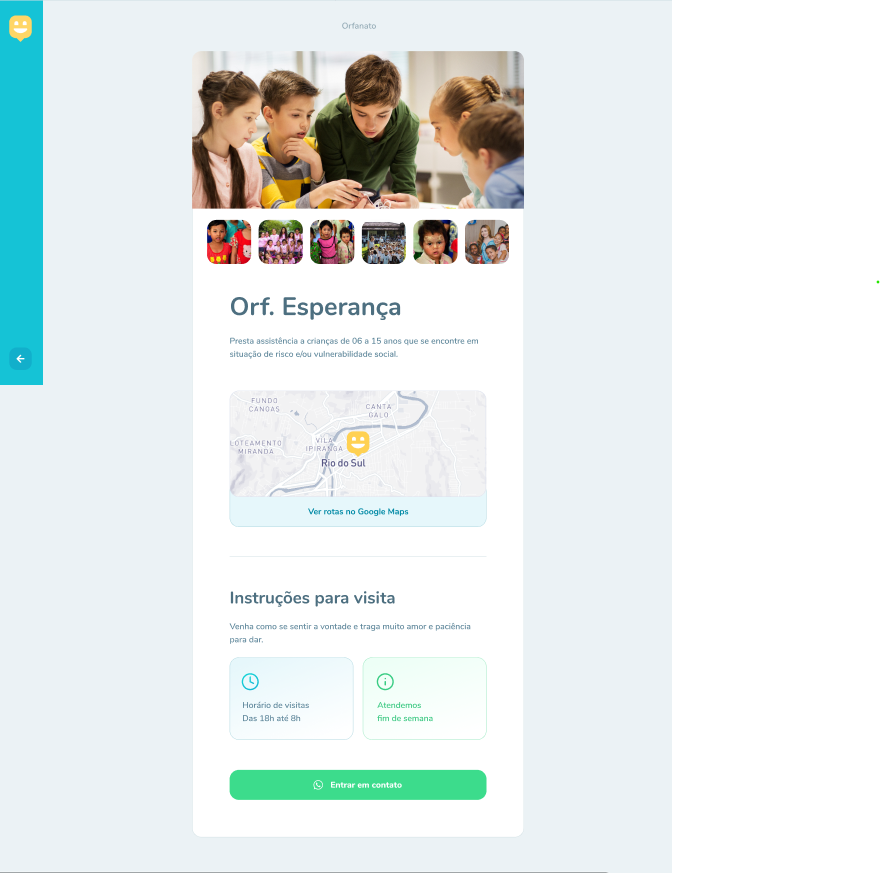 Orfanato
Orf. Esperança
Presta assistência a crianças de 06 a 15 anos que se encontre em
situação de risco e/ou vulnerabilidade social.
FUNDO
CANOAS
CANTA
GALO
LOTEAMENTO
MIRANDA
VILA
IPIRANGA
Rio do Sul
Ver rotas no Google Maps
Instruções para visita
Venha como se sentir a vontade e traga muito amor e paciência
para dar.
Horário de visitas
Das 18h até 8h
Atendemos
fim de semana
Entrar em contato